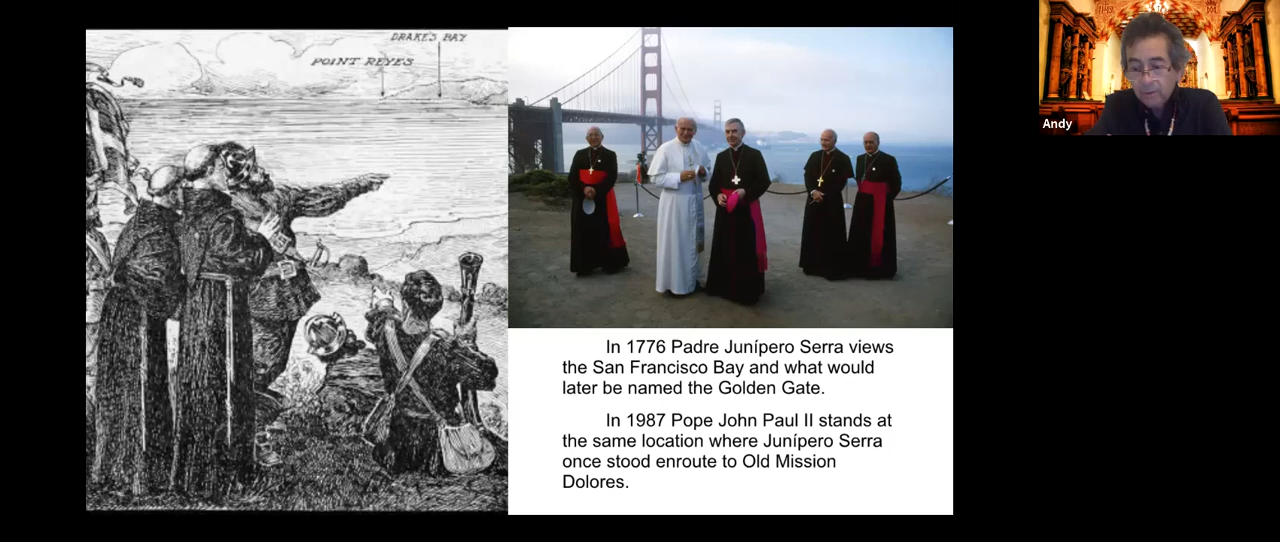 DRAKE'S BAY
POINT REYES
Andy
In 1776 Padre Junípero Serra views
the San Francisco Bay and what would
later be named the Golden Gate.
In 1987 Pope John Paul II stands at
the same location where Junípero Serra
once stood enroute to Old Mission
Dolores.